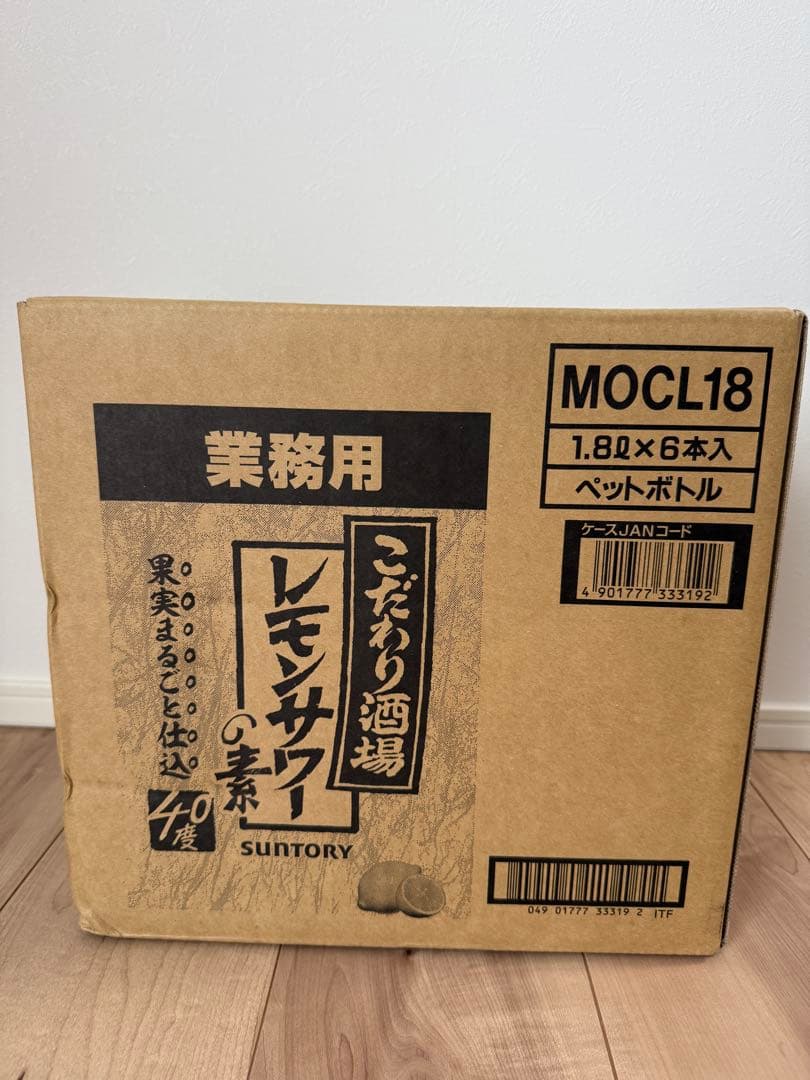 業務用
こだわり酒場
レモンサワー
の素
果実まるごと仕込
40度
SUNTORY
MOCL18
1.8ℓ×6本入
ペットボトル
ケースJANコード
4 901777 333192
049 01777 33319 2 ITF